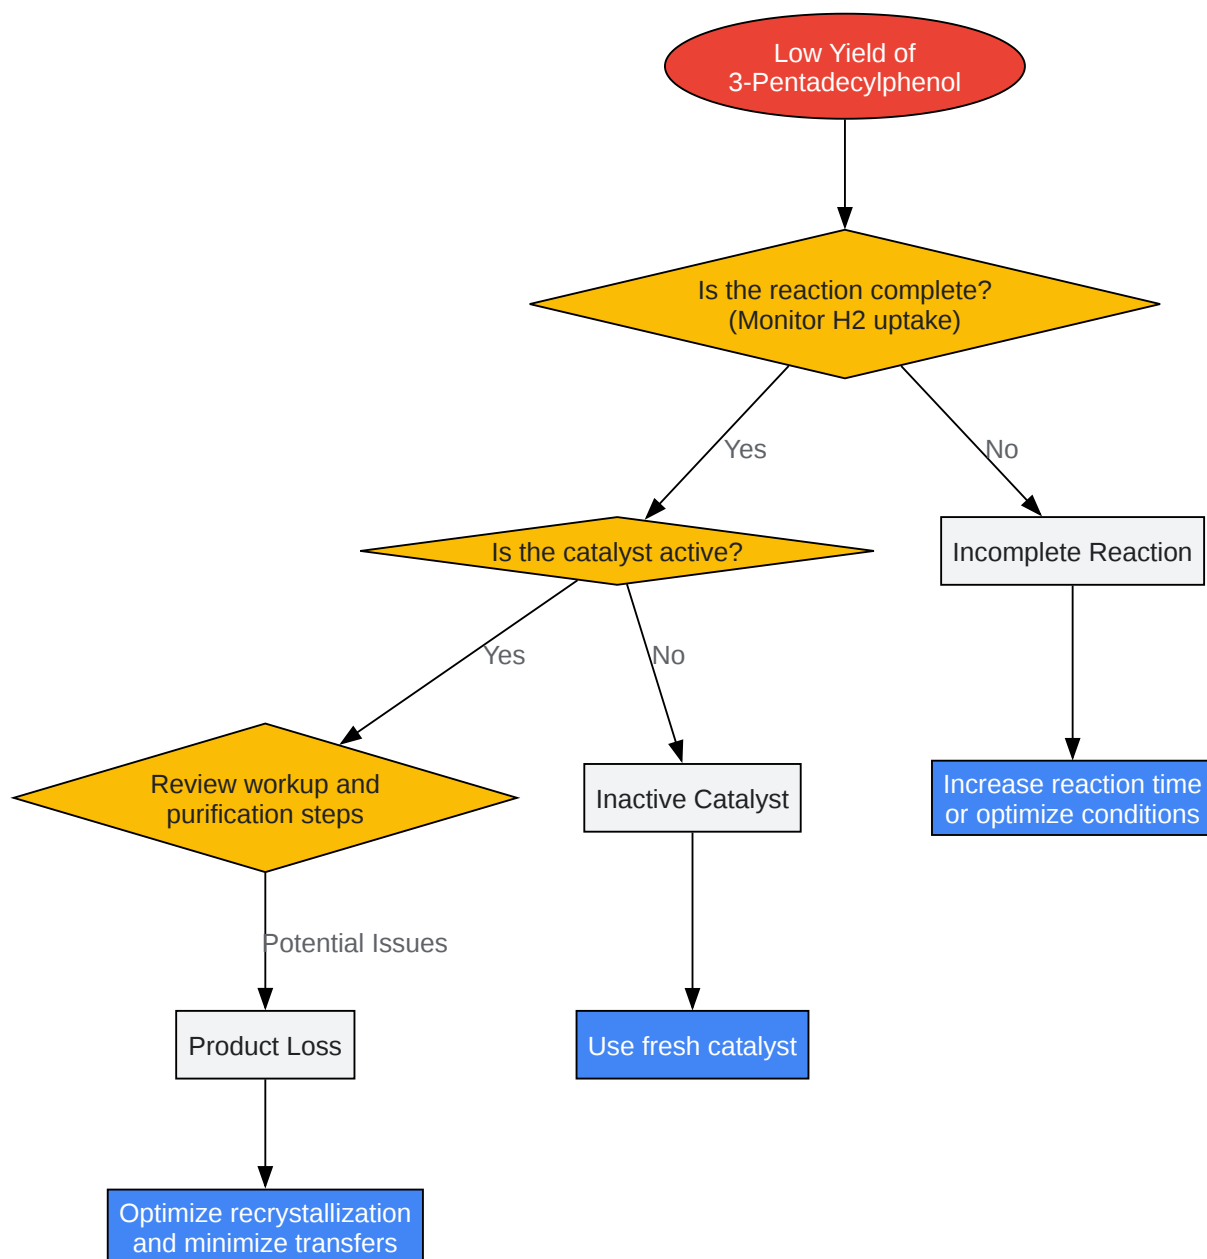 Low Yield of
3-Pentadecylphenol
Is the reaction complete?
(Monitor H2 uptake)
Yes
No
Is the catalyst active?
Incomplete Reaction
Yes
No
Review workup and
purification steps
Inactive Catalyst
Increase reaction time
or optimize conditions
Potential Issues
Product Loss
Use fresh catalyst
Optimize recrystallization
and minimize transfers